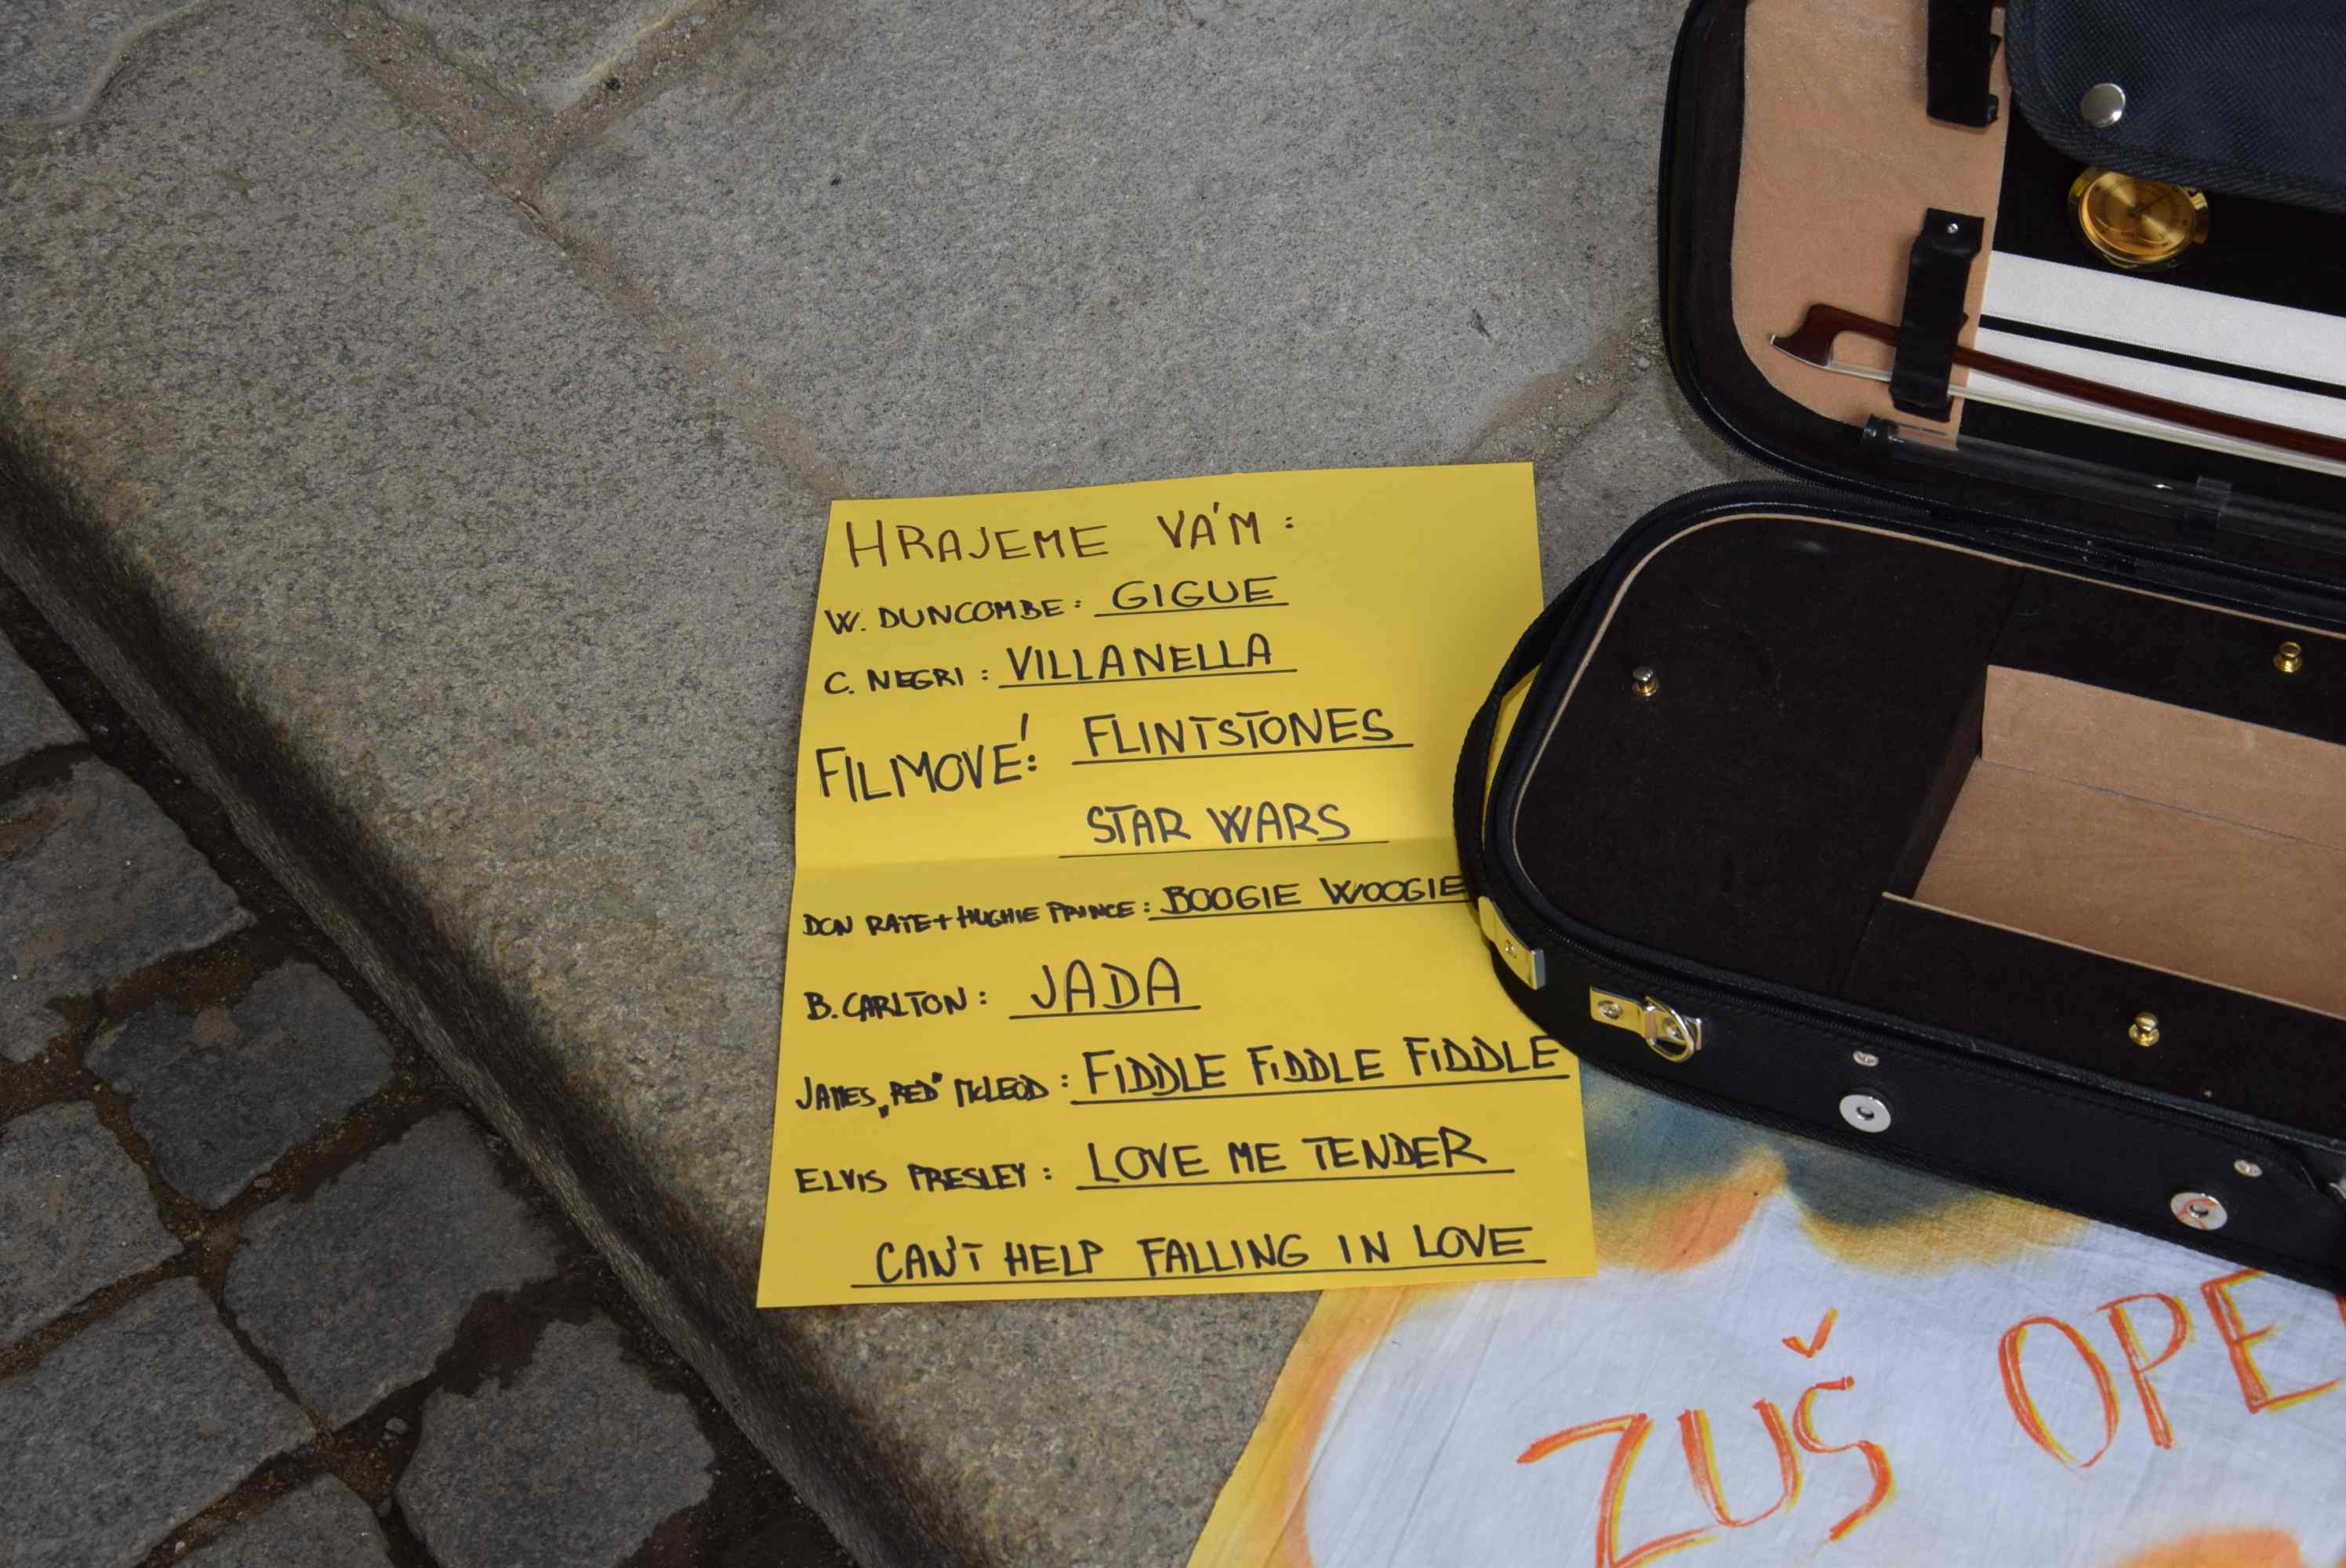 HRAJEME VÁM:
W. DUNCOMBE: GIGUE
C. NEGRI: VILLANELLA
FILMOVÉ: FLINTSTONES
STAR WARS
DON RAYE + HUGHIE PRINCE: BOOGIE WOOGIE
B. CARLTON: JADA
JAMES „RED" McLEOD: FIDDLE FIDDLE FIDDLE
ELVIS PRESLEY: LOVE ME TENDER
CAN'T HELP FALLING IN LOVE
ZUŠ OPE